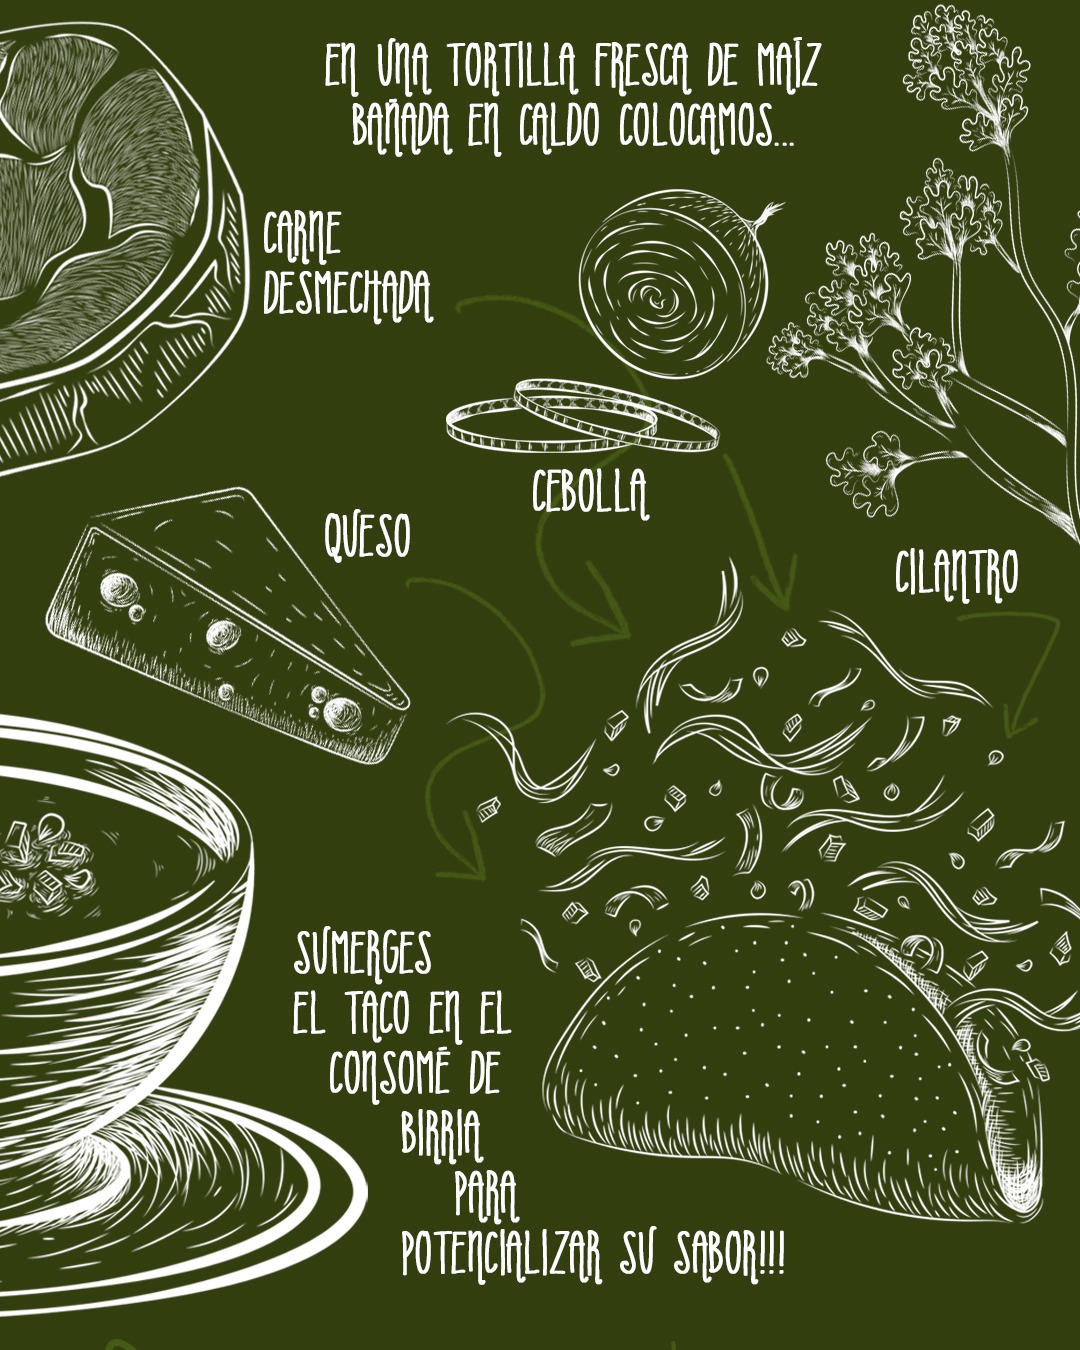 EN UNA TORTILLA FRESCA DE MAÍZ
BAÑADA EN CALDO COLOCAMOS...
CARNE
DESMECHADA
CEBOLLA
QUESO
CILANTRO
SUMERGES
EL TACO EN EL
CONSOMÉ DE
BIRRIA
PARA
POTENCIALIZAR SU SABOR!!!